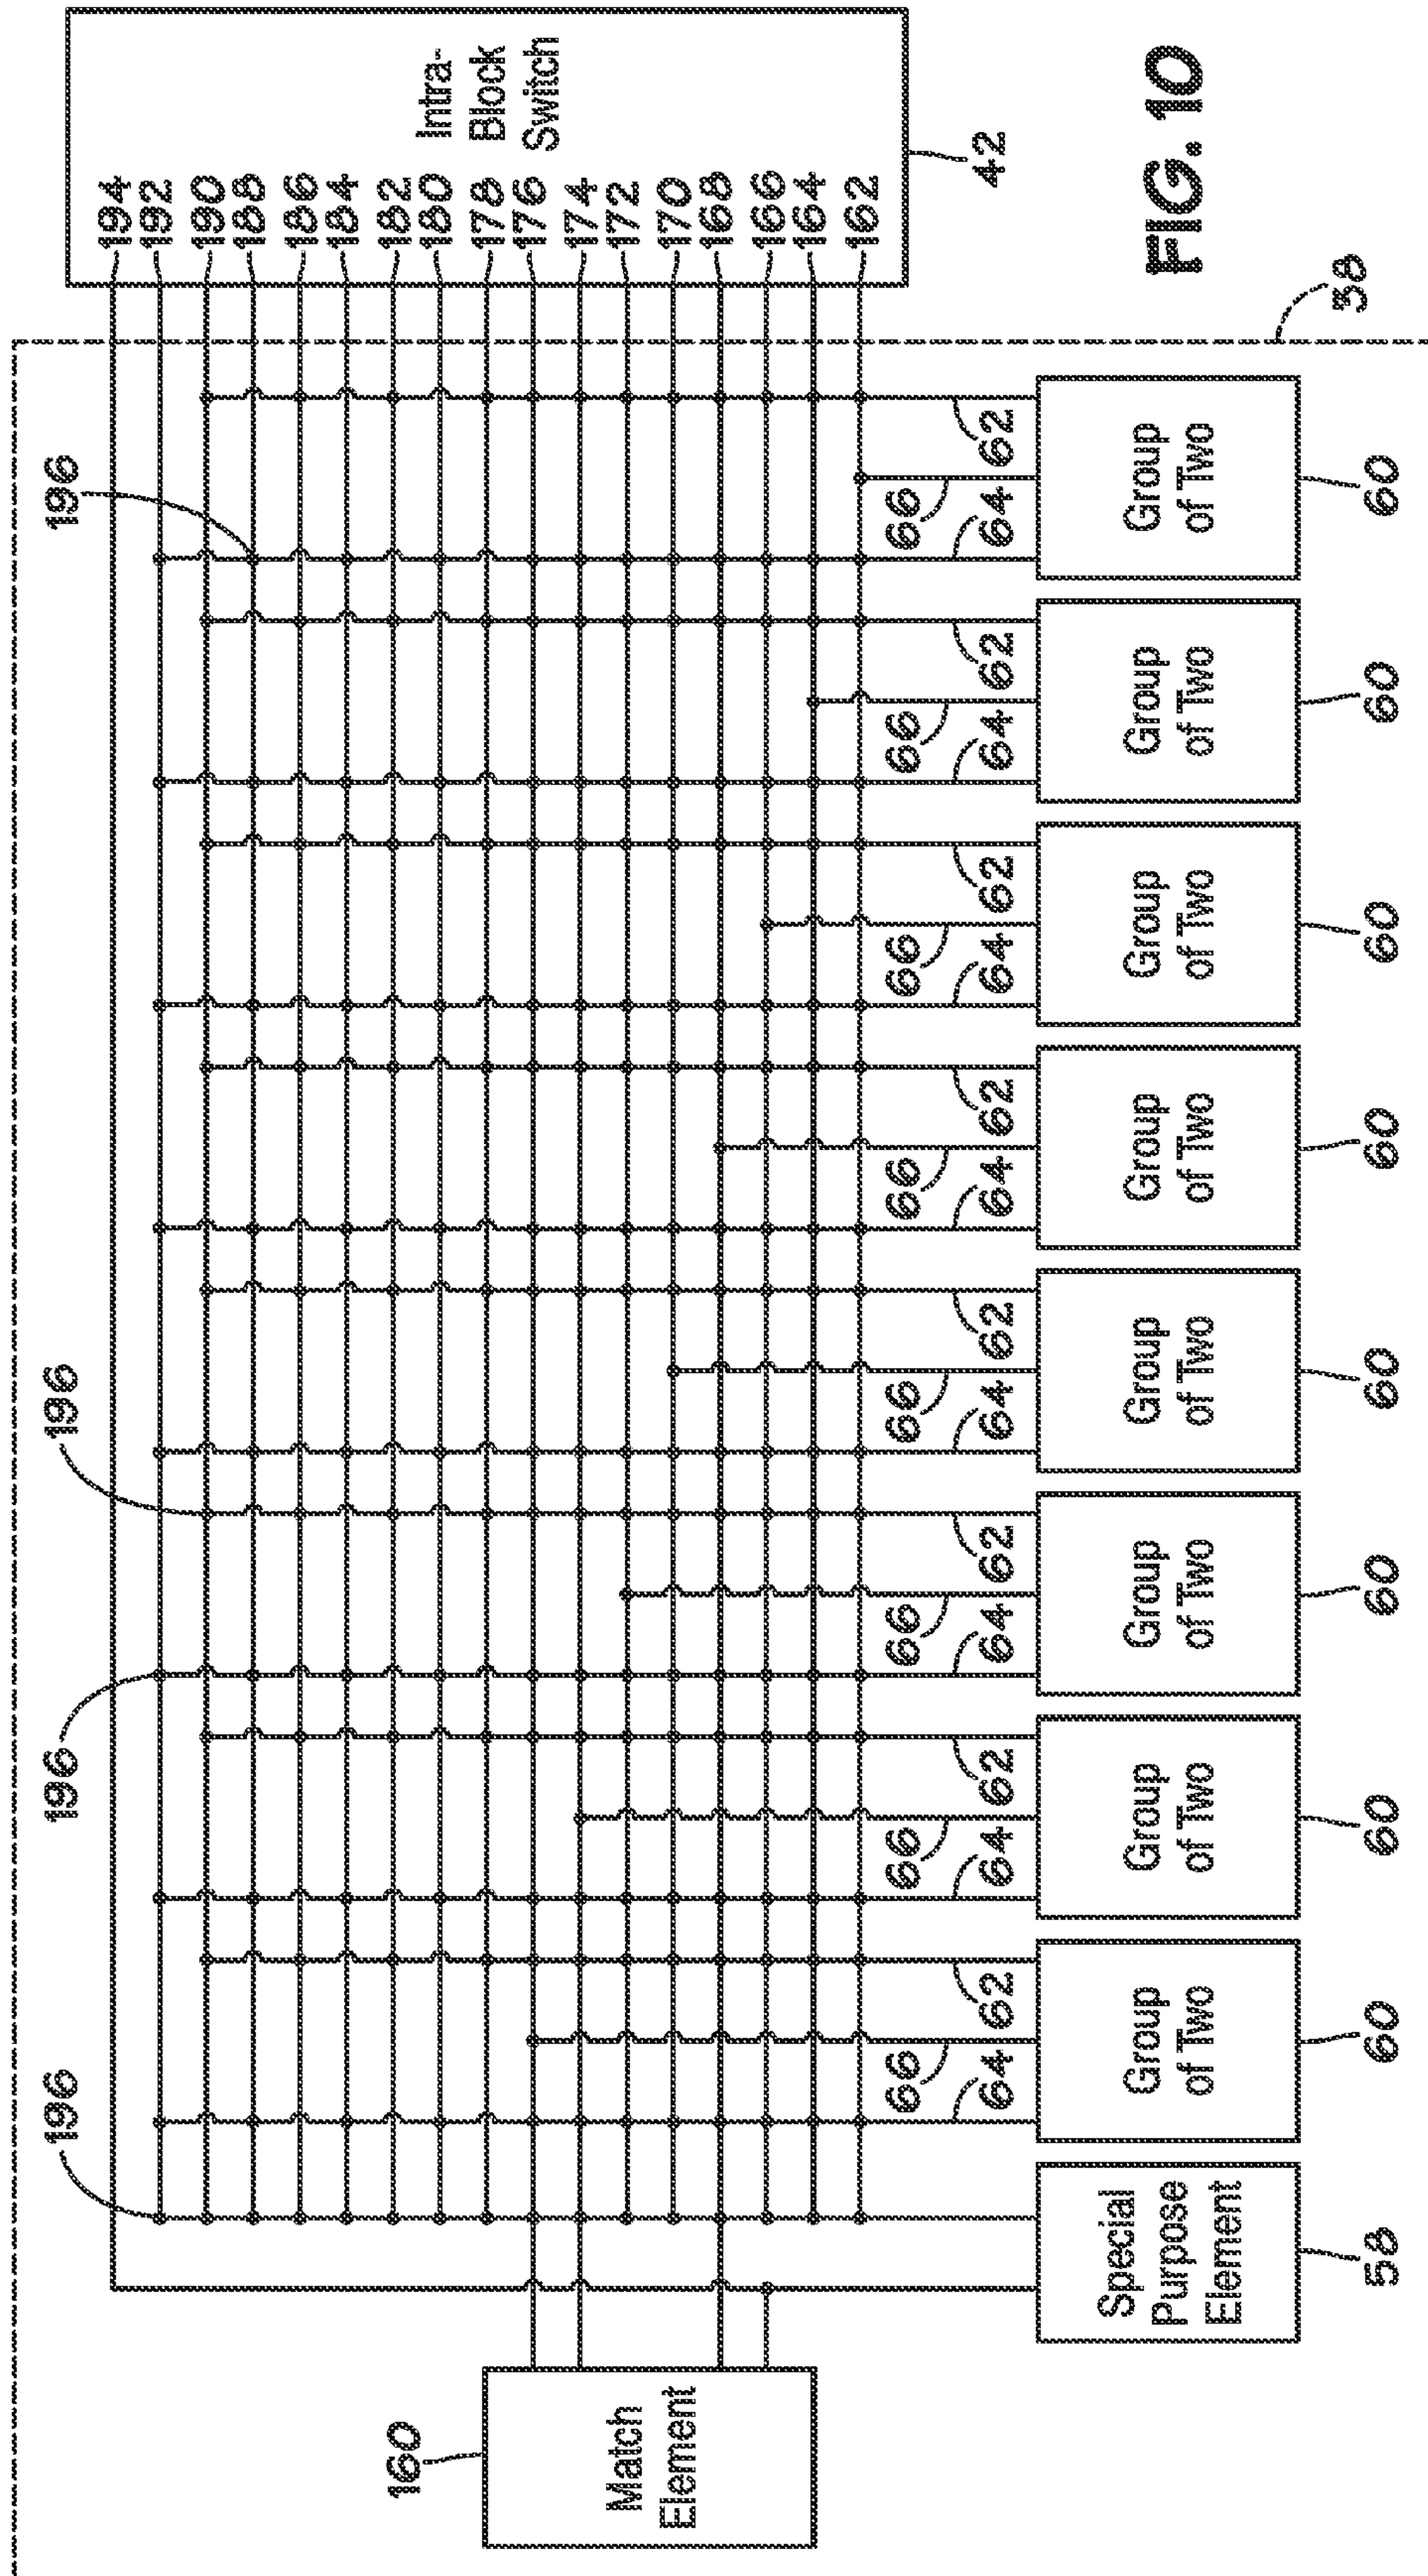 196
196
196
196
194
192
190
188
186
184
182
180
178
176
174
172
170
168
166
164
162
Intra-
Block
Switch
42
160
Match
Element
66
66
66
66
66
66
66
66
64 62
64 62
64 62
64 62
64 62
64 62
64 62
64 62
Special
Purpose
Element
Group
of Two
Group
of Two
Group
of Two
Group
of Two
Group
of Two
Group
of Two
Group
of Two
Group
of Two
58
60
60
60
60
60
60
60
60
38
FIG. 10